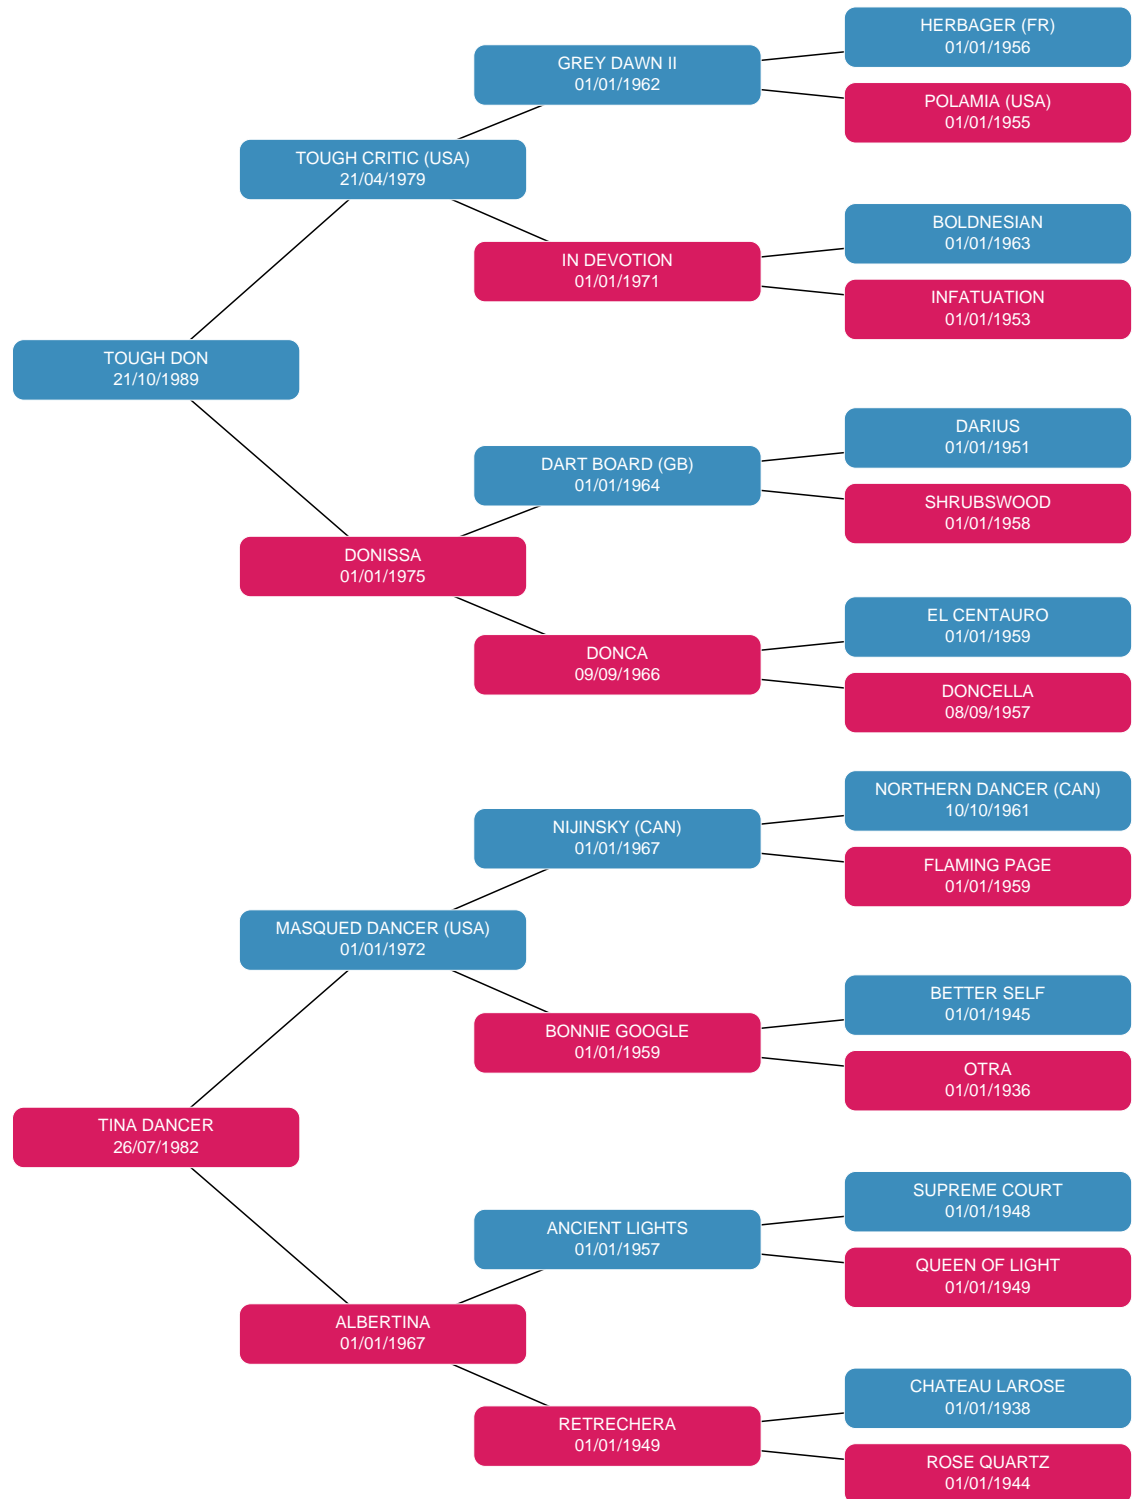 HERBAGER (FR)
01/01/1956
GREY DAWN II
01/01/1962
POLAMIA (USA)
01/01/1955
TOUGH CRITIC (USA)
21/04/1979
BOLDNESIAN
01/01/1963
IN DEVOTION
01/01/1971
INFATUATION
01/01/1953
TOUGH DON
21/10/1989
DARIUS
01/01/1951
DART BOARD (GB)
01/01/1964
SHRUBSWOOD
01/01/1958
DONISSA
01/01/1975
EL CENTAURO
01/01/1959
DONCA
09/09/1966
DONCELLA
08/09/1957
NORTHERN DANCER (CAN)
10/10/1961
NIJINSKY (CAN)
01/01/1967
FLAMING PAGE
01/01/1959
MASQUED DANCER (USA)
01/01/1972
BETTER SELF
01/01/1945
BONNIE GOOGLE
01/01/1959
OTRA
01/01/1936
TINA DANCER
26/07/1982
SUPREME COURT
01/01/1948
ANCIENT LIGHTS
01/01/1957
QUEEN OF LIGHT
01/01/1949
ALBERTINA
01/01/1967
CHATEAU LAROSE
01/01/1938
RETRECHERA
01/01/1949
ROSE QUARTZ
01/01/1944